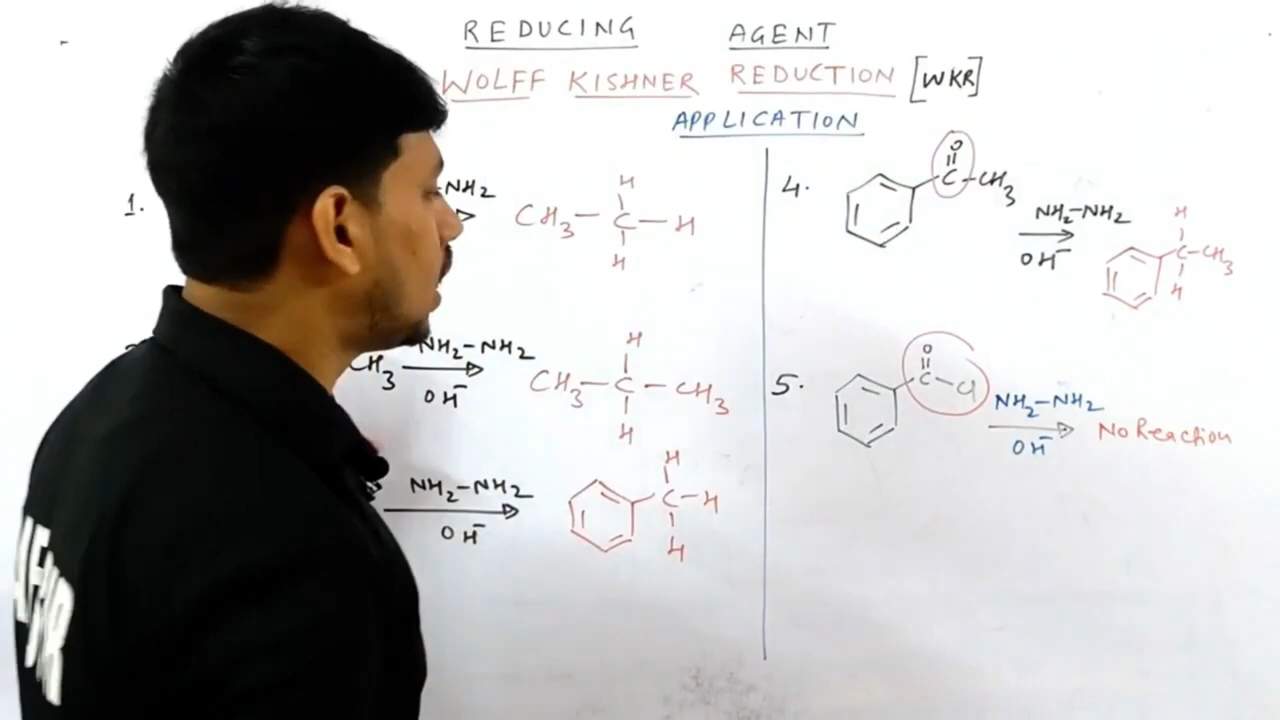 REDUCING AGENT
WOLFF KISHNER REDUCTION [WKR]
APPLICATION
1.
-NH2
H
CH3-C-H
H
CH3
NH2-NH2
OH-
H
CH3-C-CH3
H
NH2-NH2
OH-
H
C-H
H
4.
O
C-CH3
NH2-NH2
OH-
H
C-CH3
H
5.
O
C-Cl
NH2-NH2
OH-
No Reaction